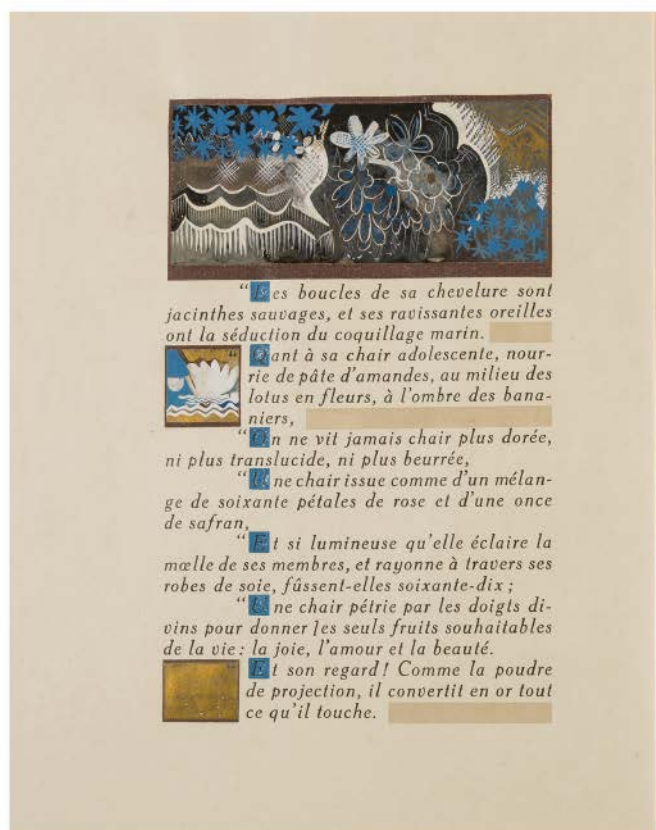 “Les boucles de sa chevelure sont
jacinthes sauvages, et ses ravissantes oreilles
ont la séduction du coquillage marin.
“Qant à sa chair adolescente, nour-
rie de pâte d'amandes, au milieu des
lotus en fleurs, à l'ombre des bana-
niers,
“On ne vit jamais chair plus dorée,
ni plus translucide, ni plus beurrée,
“Une chair issue comme d'un mélan-
ge de soixante pétales de rose et d'une once
de safran,
“Et si lumineuse qu'elle éclaire la
mœlle de ses membres, et rayonne à travers ses
robes de soie, fûssent-elles soixante-dix ;
“Une chair pétrie par les doigts di-
vins pour donner les seuls fruits souhaitables
de la vie : la joie, l'amour et la beauté.
“Et son regard ! Comme la poudre
de projection, il convertit en or tout
ce qu'il touche.